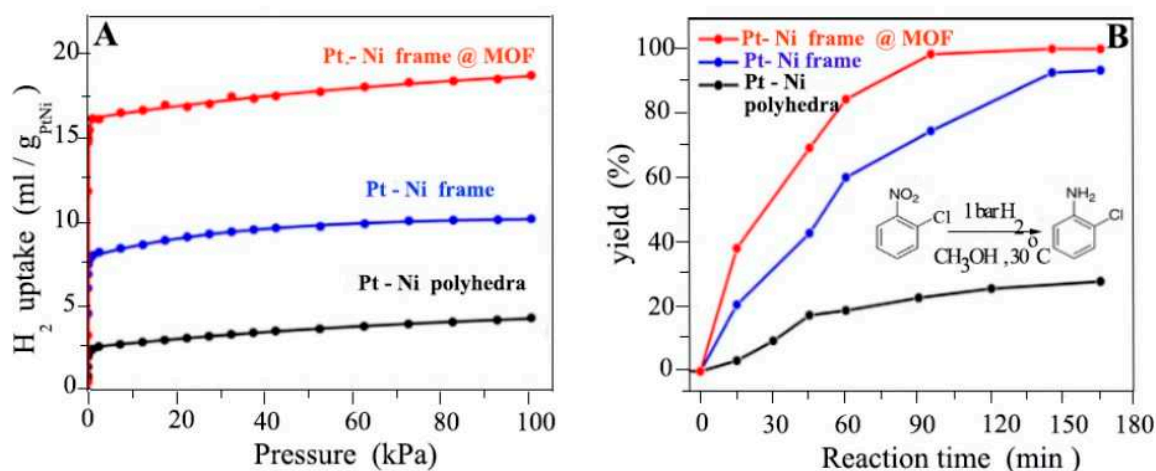 A
H2 uptake (ml / gPtNi)
20
15
10
5
0
Pt.- Ni frame @ MOF
Pt - Ni frame
Pt - Ni polyhedra
0 20 40 60 80 100
Pressure (kPa)
B
yield (%)
100
80
60
40
20
0
Pt- Ni frame @ MOF
Pt- Ni frame
Pt - Ni
polyhedra
NO2
Cl
1barH2
CH3OH ,30 °C
NH2
Cl
0 30 60 90 120 150 180
Reaction time (min )